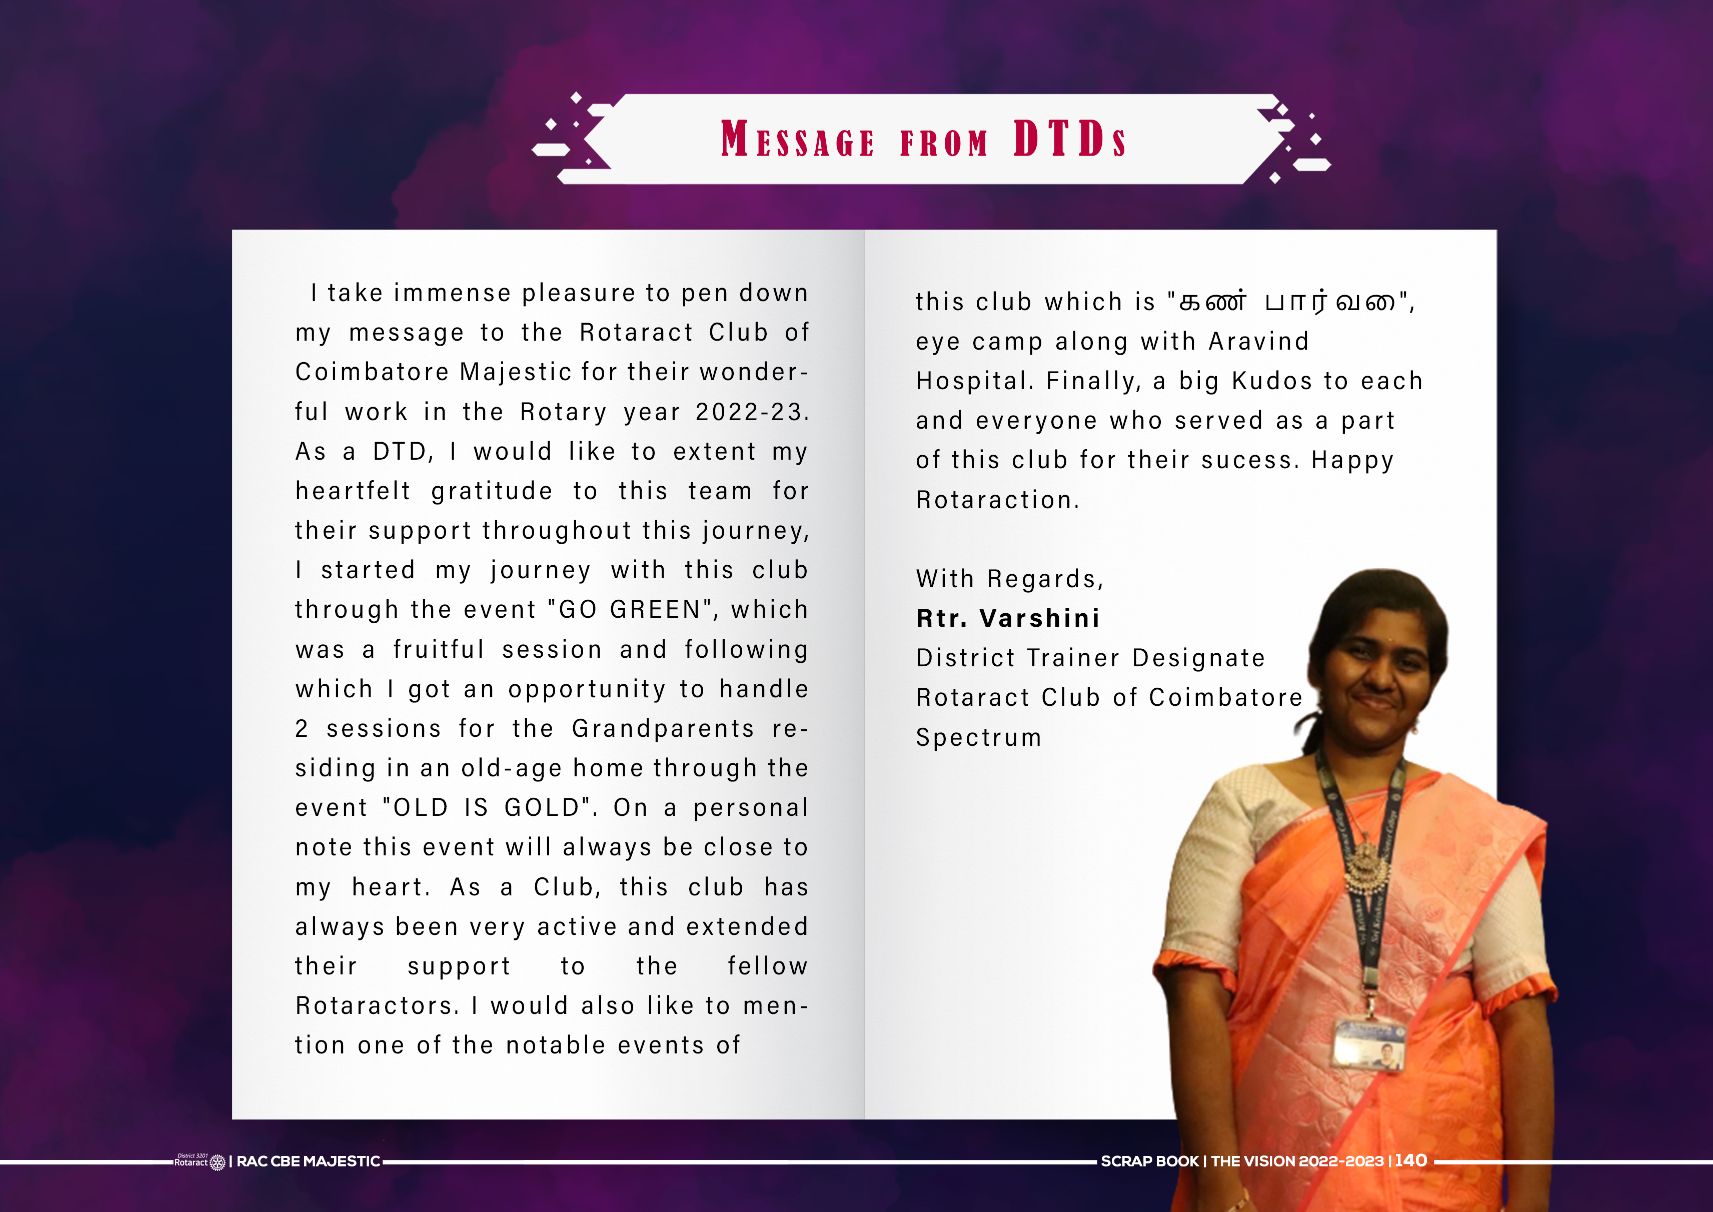 MESSAGE FROM DTDS
I take immense pleasure to pen down
my message to the Rotaract Club of
Coimbatore Majestic for their wonder-
ful work in the Rotary year 2022-23.
As a DTD, I would like to extent my
heartfelt gratitude to this team for
their support throughout this journey,
I started my journey with this club
through the event "GO GREEN", which
was a fruitful session and following
which I got an opportunity to handle
2 sessions for the Grandparents re-
siding in an old-age home through the
event "OLD IS GOLD". On a personal
note this event will always be close to
my heart. As a Club, this club has
always been very active and extended
their support to the fellow
Rotaractors. I would also like to men-
tion one of the notable events of
this club which is "கண் பார்வை",
eye camp along with Aravind
Hospital. Finally, a big Kudos to each
and everyone who served as a part
of this club for their sucess. Happy
Rotaraction.
With Regards,
Rtr. Varshini
District Trainer Designate
Rotaract Club of Coimbatore
Spectrum
District 3201
Rotaract | RAC CBE MAJESTIC
SCRAP BOOK | THE VISION 2022-2023 | 140